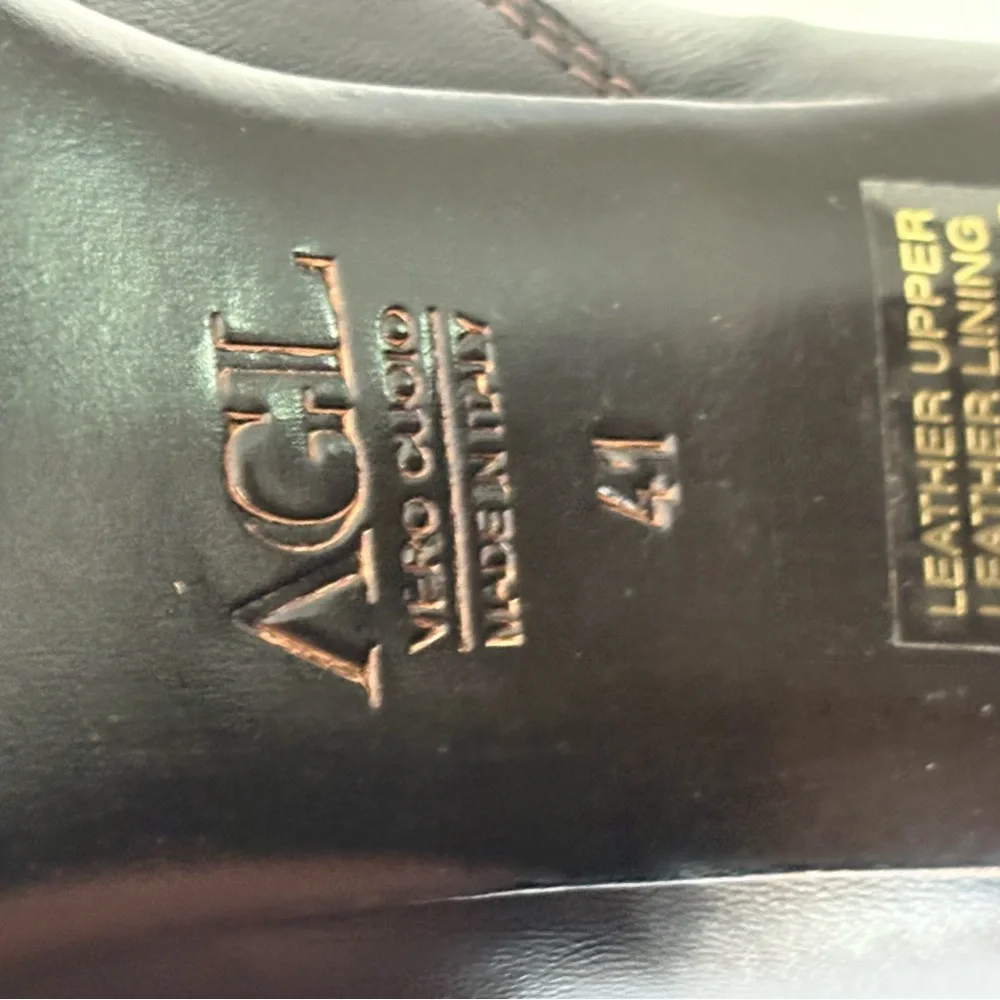 AGL
VERO CUOIO
MADE IN ITALY
41
LEATHER UPPER
LEATHER LINING